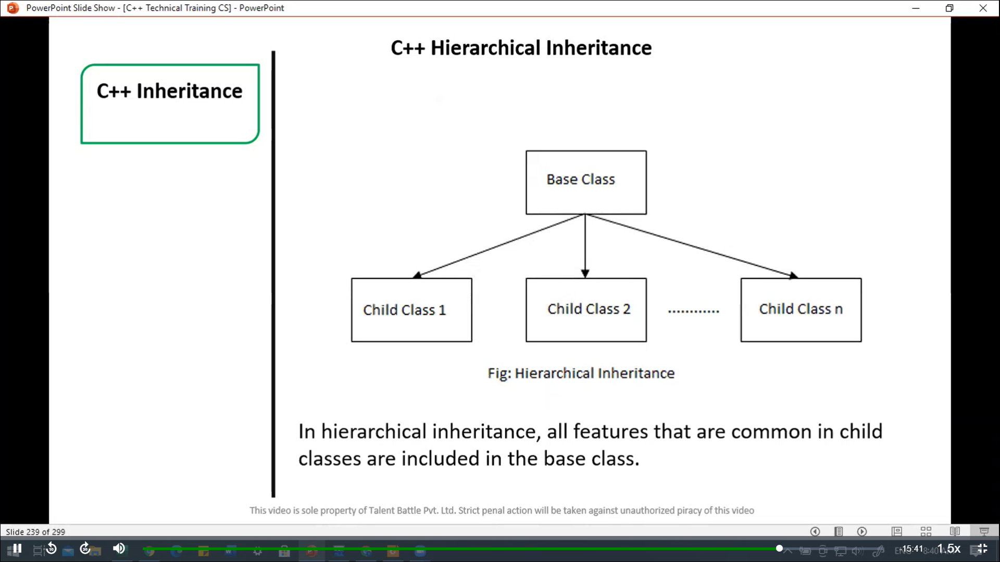 PowerPoint Slide Show - [C++ Technical Training CS] - PowerPoint
C++ Hierarchical Inheritance
C++ Inheritance
Base Class
Child Class 1
Child Class 2
............
Child Class n
Fig: Hierarchical Inheritance
In hierarchical inheritance, all features that are common in child
classes are included in the base class.
This video is sole property of Talent Battle Pvt. Ltd. Strict penal action will be taken against unauthorized piracy of this video
Slide 239 of 299
10
30
-15:41
1.5x